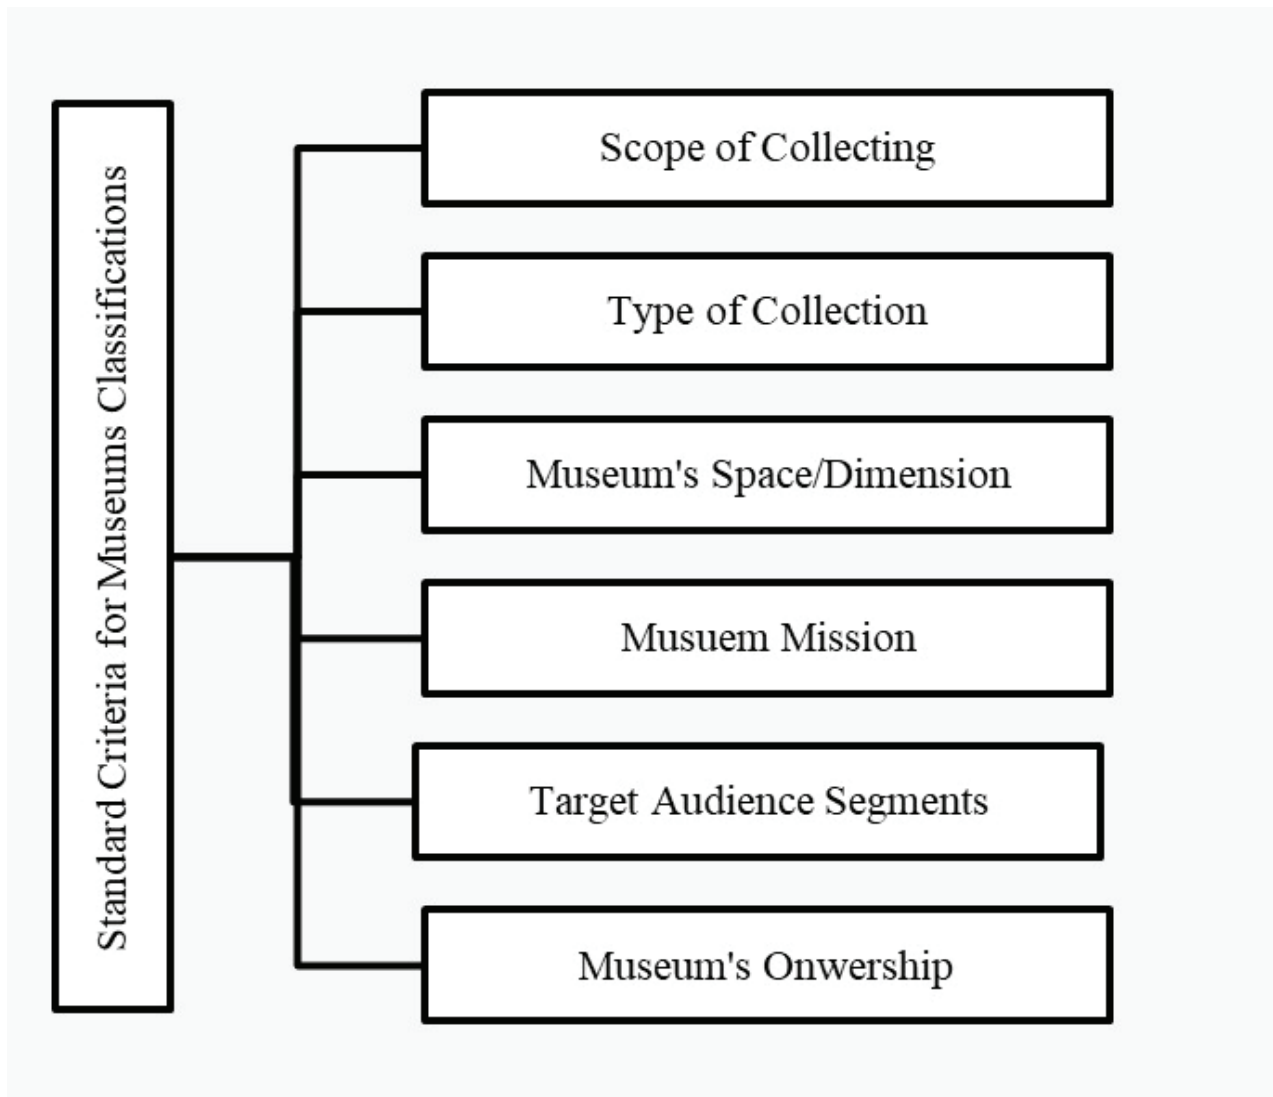 Standard Criteria for Museums Classifications
Scope of Collecting
Type of Collection
Museum's Space/Dimension
Musuem Mission
Target Audience Segments
Museum's Onwership